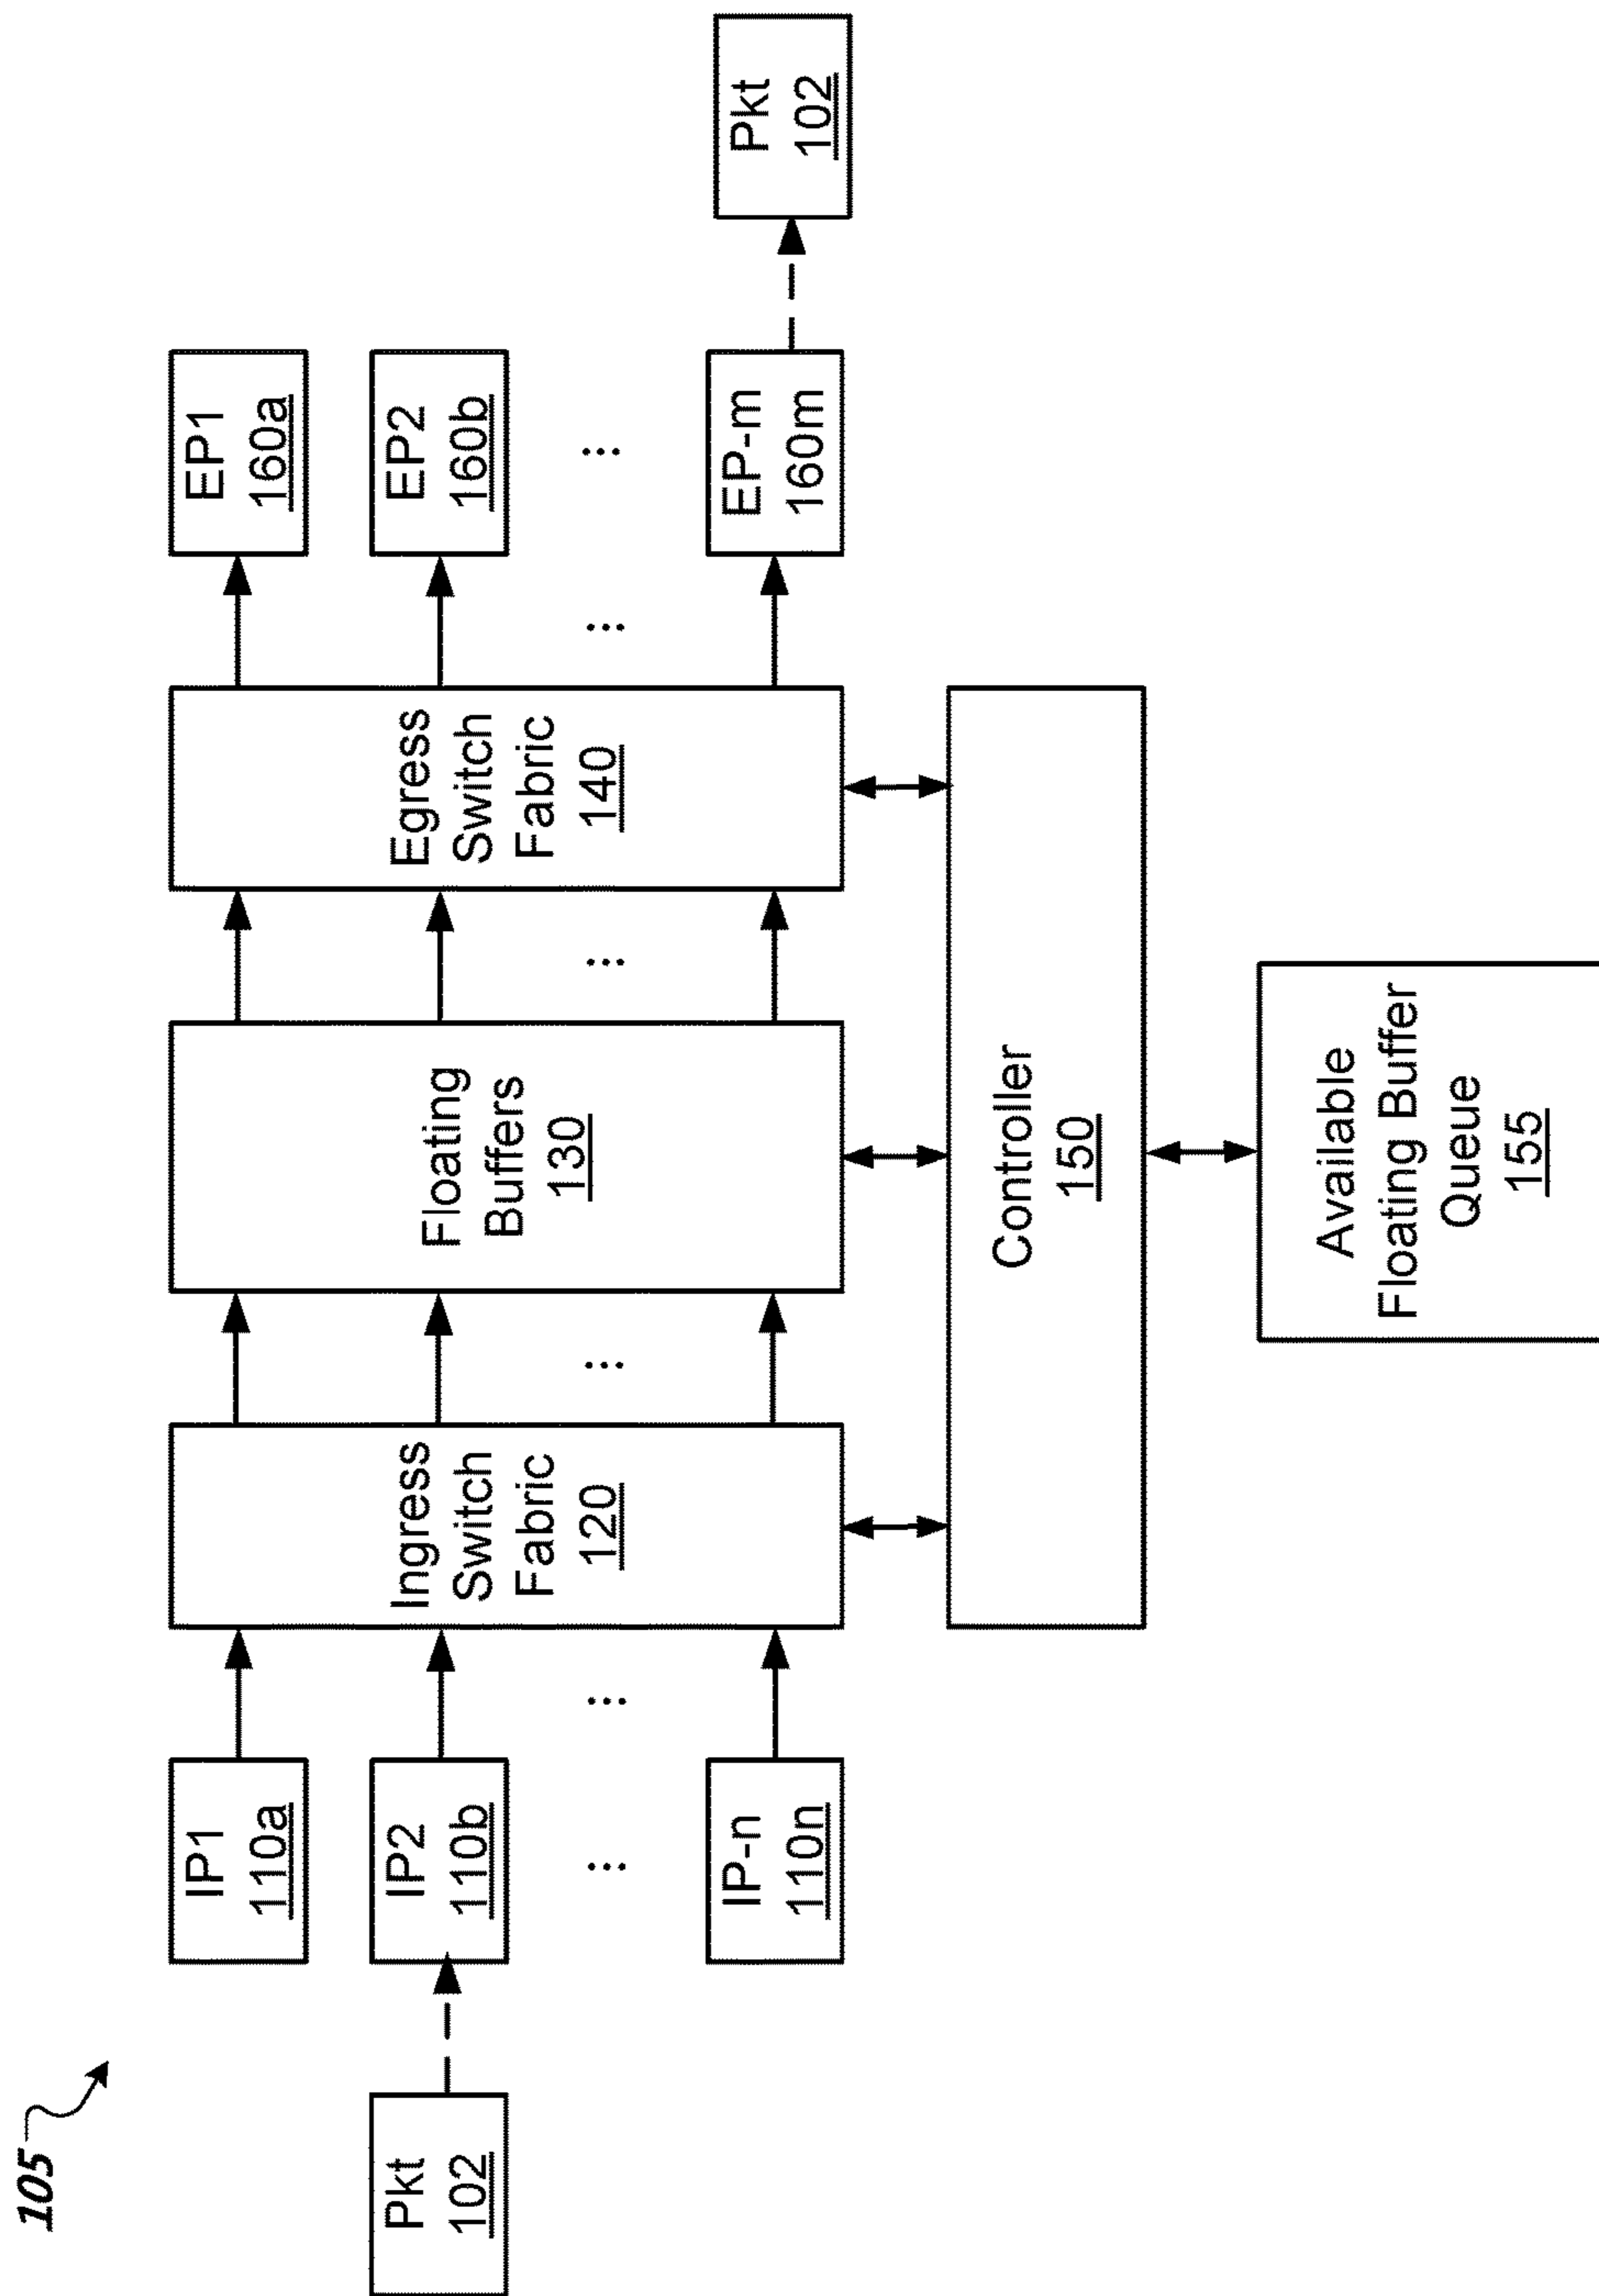 105
Pkt
102
IP1
110a
IP2
110b
...
IP-n
110n
...
Ingress
Switch
Fabric
120
...
Floating
Buffers
130
...
Egress
Switch
Fabric
140
...
EP1
160a
EP2
160b
...
EP-m
160m
Pkt
102
Controller
150
Available
Floating Buffer
Queue
155